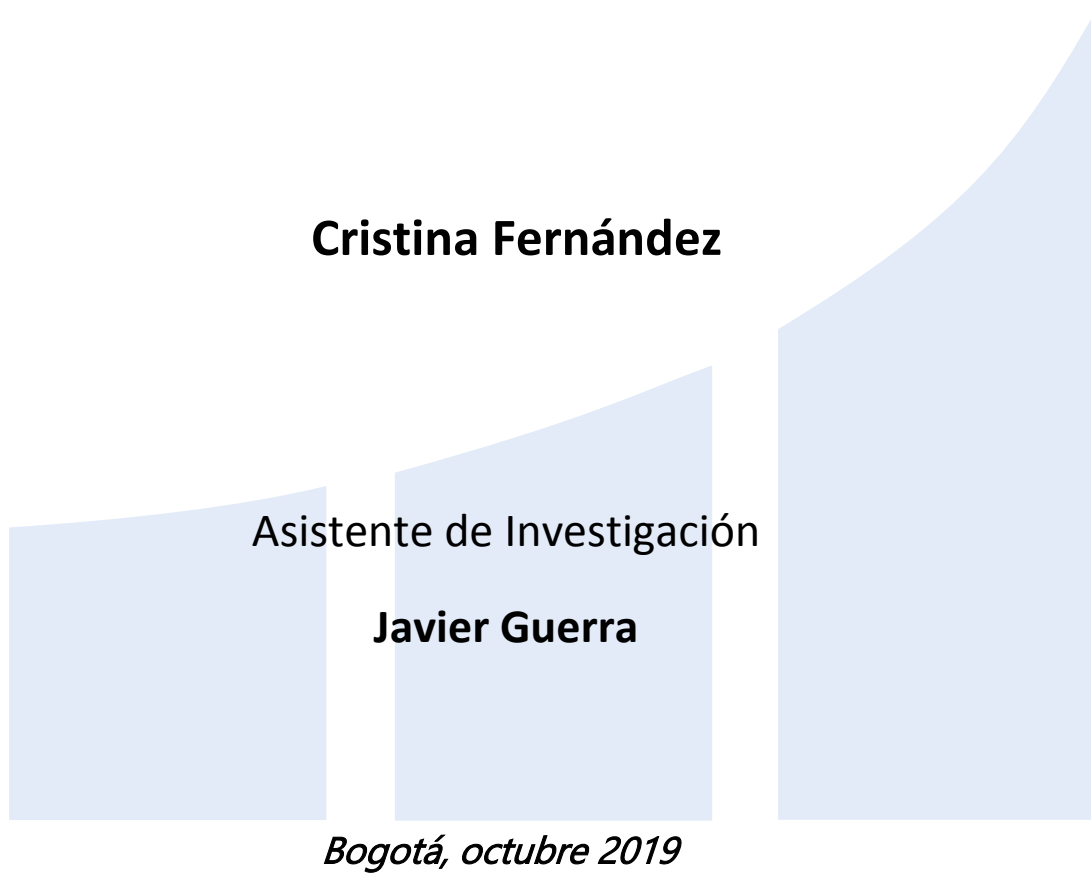 Cristina Fernández
Asistente de Investigación
Javier Guerra
Bogotá, octubre 2019